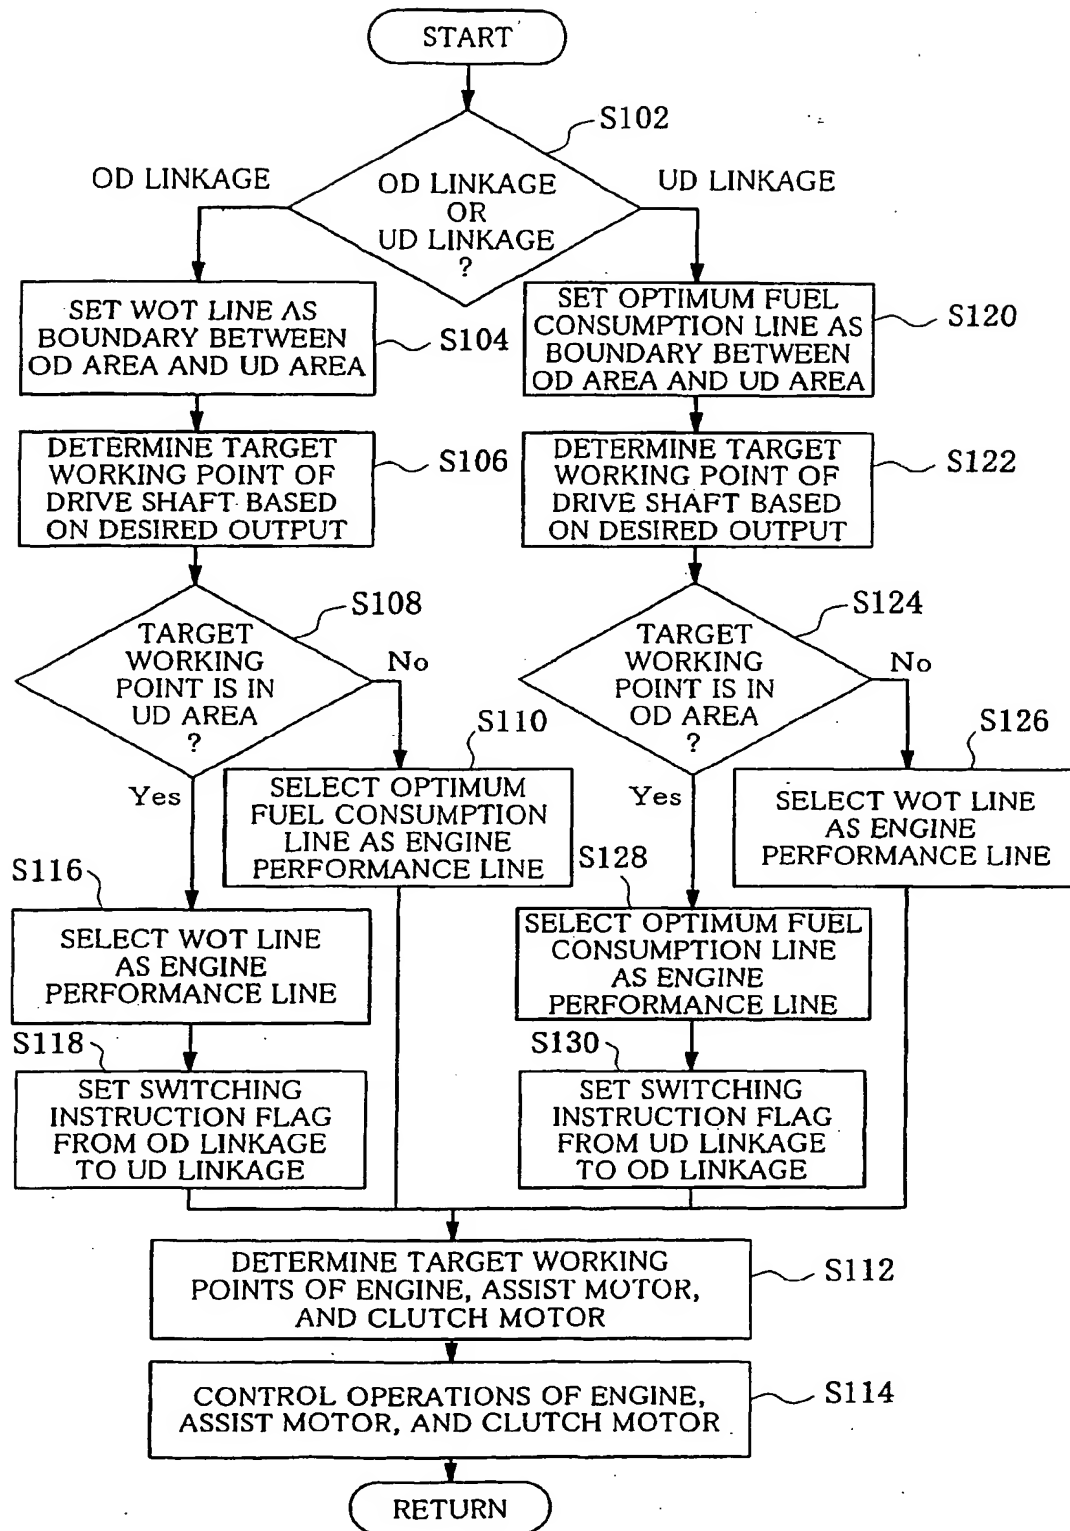 START
S102
OD LINKAGE
OD LINKAGE
OR
UD LINKAGE
?
UD LINKAGE
SET WOT LINE AS
BOUNDARY BETWEEN
OD AREA AND UD AREA
S104
SET OPTIMUM FUEL
CONSUMPTION LINE AS
BOUNDARY BETWEEN
OD AREA AND UD AREA
S120
DETERMINE TARGET
WORKING POINT OF
DRIVE SHAFT BASED
ON DESIRED OUTPUT
S106
DETERMINE TARGET
WORKING POINT OF
DRIVE SHAFT BASED
ON DESIRED OUTPUT
S122
S108
TARGET
WORKING
POINT IS IN
UD AREA
?
No
Yes
S124
TARGET
WORKING
POINT IS IN
OD AREA
?
No
Yes
S110
SELECT OPTIMUM
FUEL CONSUMPTION
LINE AS ENGINE
PERFORMANCE LINE
S126
SELECT WOT LINE
AS ENGINE
PERFORMANCE LINE
S116
SELECT WOT LINE
AS ENGINE
PERFORMANCE LINE
S128
SELECT OPTIMUM FUEL
CONSUMPTION LINE
AS ENGINE
PERFORMANCE LINE
S118
SET SWITCHING
INSTRUCTION FLAG
FROM OD LINKAGE
TO UD LINKAGE
S130
SET SWITCHING
INSTRUCTION FLAG
FROM UD LINKAGE
TO OD LINKAGE
DETERMINE TARGET WORKING
POINTS OF ENGINE, ASSIST MOTOR,
AND CLUTCH MOTOR
S112
CONTROL OPERATIONS OF ENGINE,
ASSIST MOTOR, AND CLUTCH MOTOR
S114
RETURN